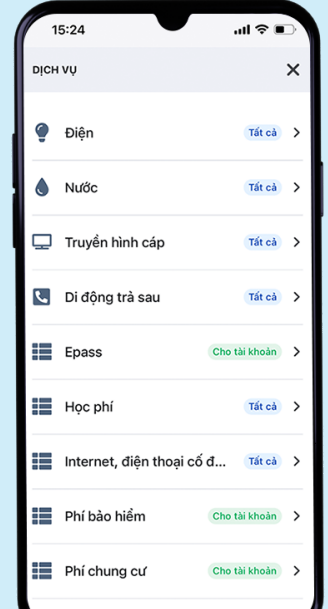 15:24
DỊCH VỤ
Điện Tất cả
Nước Tất cả
Truyền hình cáp Tất cả
Di động trả sau Tất cả
Epass Cho tài khoản
Học phí Tất cả
Internet, điện thoại cố đ... Tất cả
Phí bảo hiểm Cho tài khoản
Phí chung cư Cho tài khoản